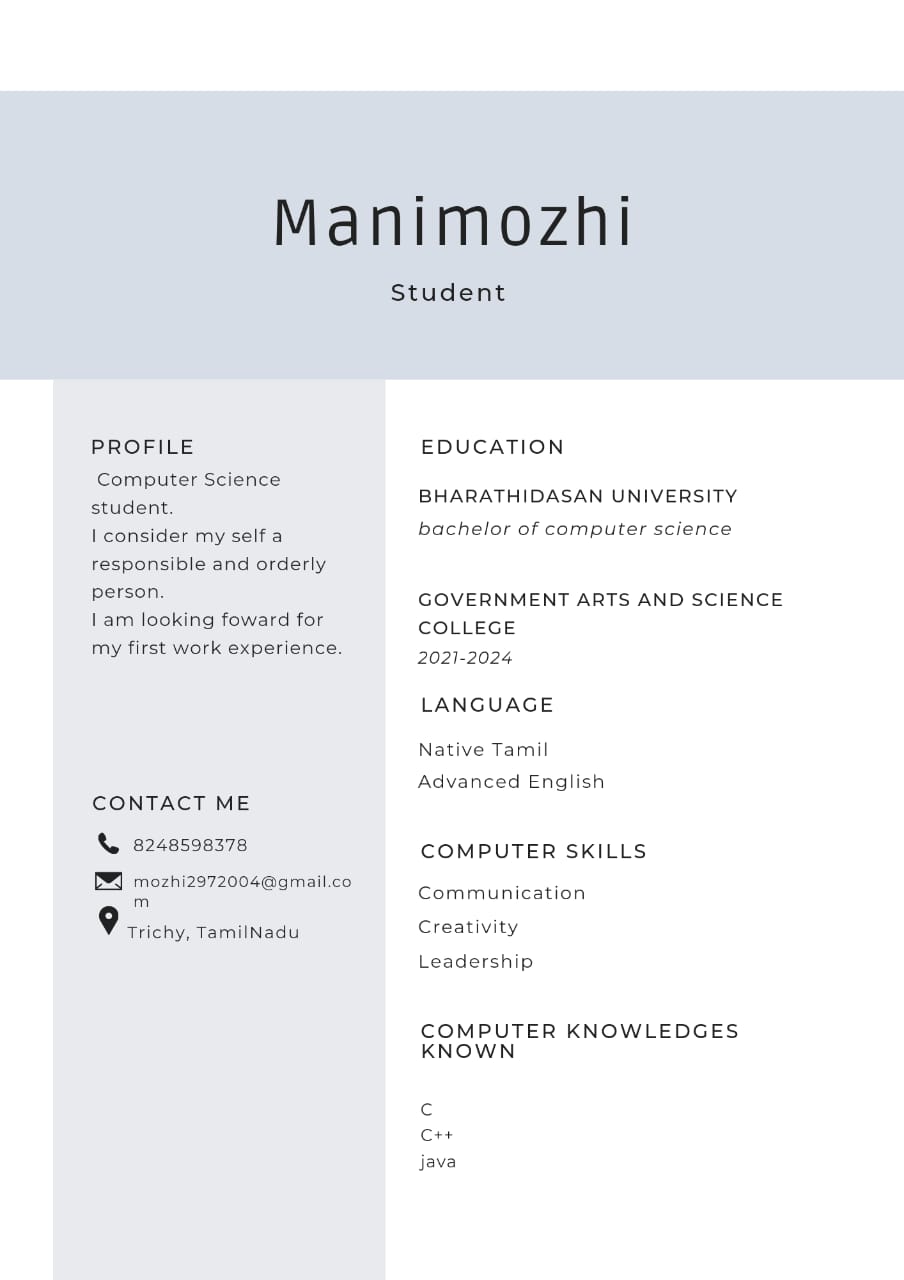 Manimozhi
Student
PROFILE
Computer Science
student.
I consider my self a
responsible and orderly
person.
I am looking foward for
my first work experience.
CONTACT ME
8248598378
mozhi2972004@gmail.co
m
Trichy, TamilNadu
EDUCATION
BHARATHIDASAN UNIVERSITY
bachelor of computer science
GOVERNMENT ARTS AND SCIENCE
COLLEGE
2021-2024
LANGUAGE
Native Tamil
Advanced English
COMPUTER SKILLS
Communication
Creativity
Leadership
COMPUTER KNOWLEDGES
KNOWN
C
C++
java